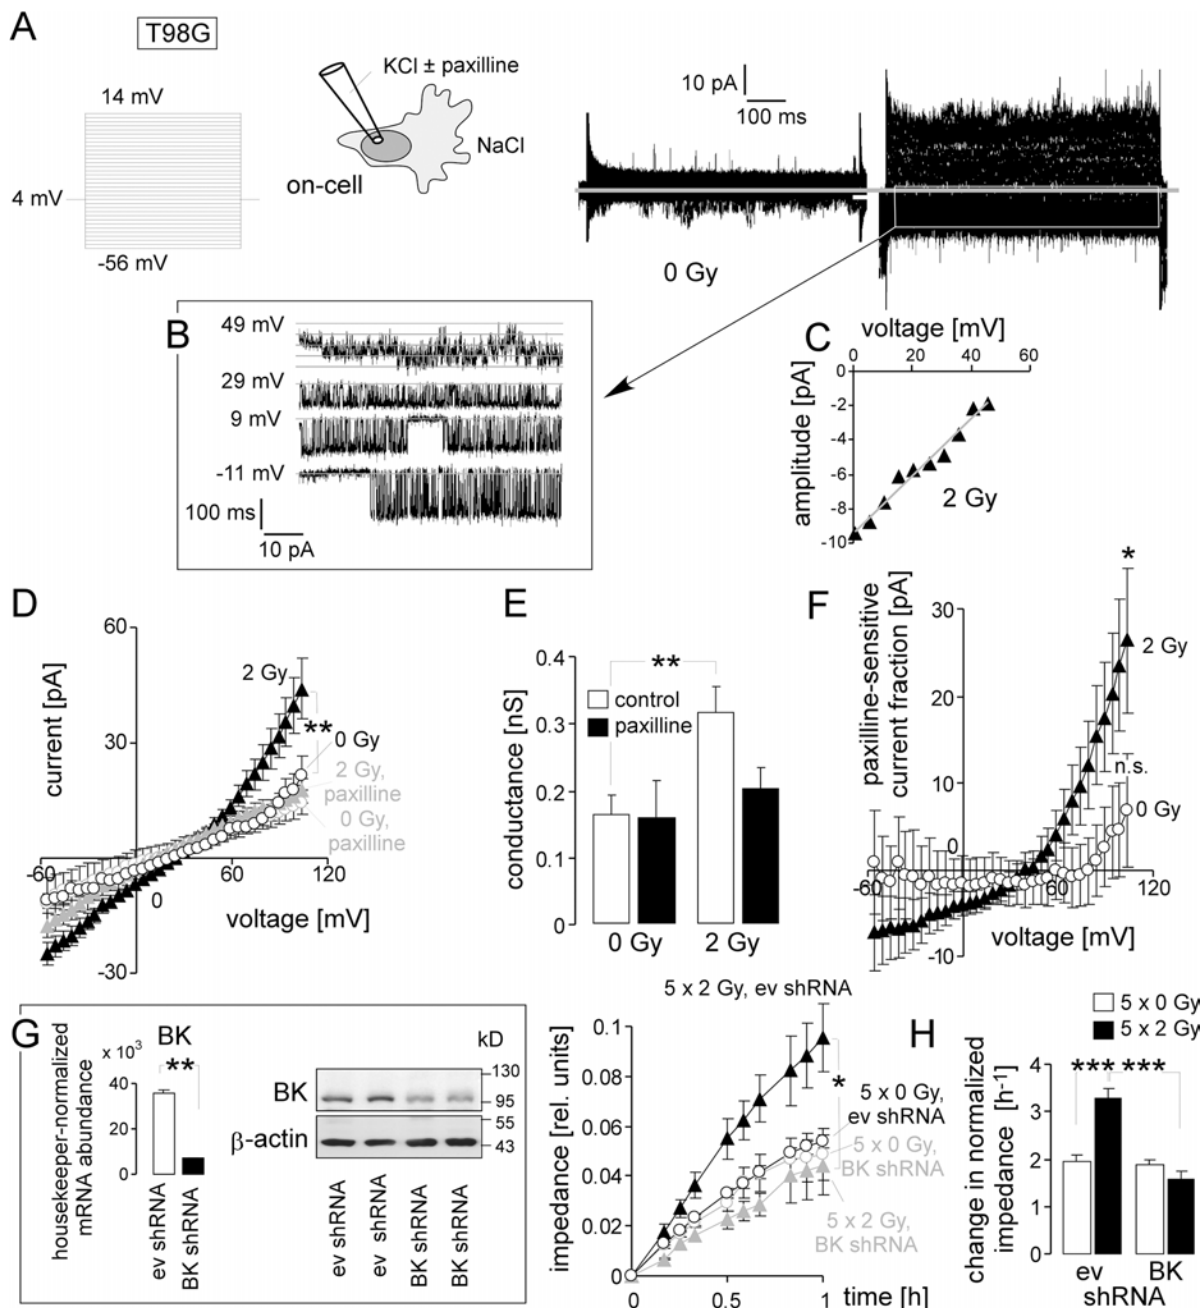 A
T98G
14 mV
4 mV
-56 mV
KCl ± paxilline
NaCl
on-cell
10 pA
100 ms
0 Gy
B
49 mV
29 mV
9 mV
-11 mV
100 ms
10 pA
C
voltage [mV]
0 20 40 60
amplitude [pA]
0
-2
-4
-6
-8
-10
2 Gy
D
current [pA]
60
30
-30
-60 0 60 120
voltage [mV]
2 Gy
**
0 Gy
2 Gy,
paxilline
0 Gy,
paxilline
E
conductance [nS]
0.4
0.3
0.2
0.1
0
**
control
paxilline
0 Gy 2 Gy
F
paxilline-sensitive
current fraction [pA]
30
20
10
0
-10
-60 60 120
voltage [mV]
*
2 Gy
n.s.
0 Gy
G
housekeeper-normalized
mRNA abundance
BK
x 10³
**
40
20
0
ev shRNA
BK shRNA
kD
BK
130
95
β-actin
55
43
ev shRNA
ev shRNA
BK shRNA
BK shRNA
5 x 2 Gy, ev shRNA
impedance [rel. units]
0.1
0.08
0.06
0.04
0.02
0
0 0.5 1
time [h]
*
5 x 0 Gy,
ev shRNA
5 x 0 Gy,
BK shRNA
5 x 2 Gy,
BK shRNA
H
5 x 0 Gy
5 x 2 Gy
change in normalized
impedance [h⁻¹]
4
3
2
1
0
*** ***
ev BK
shRNA